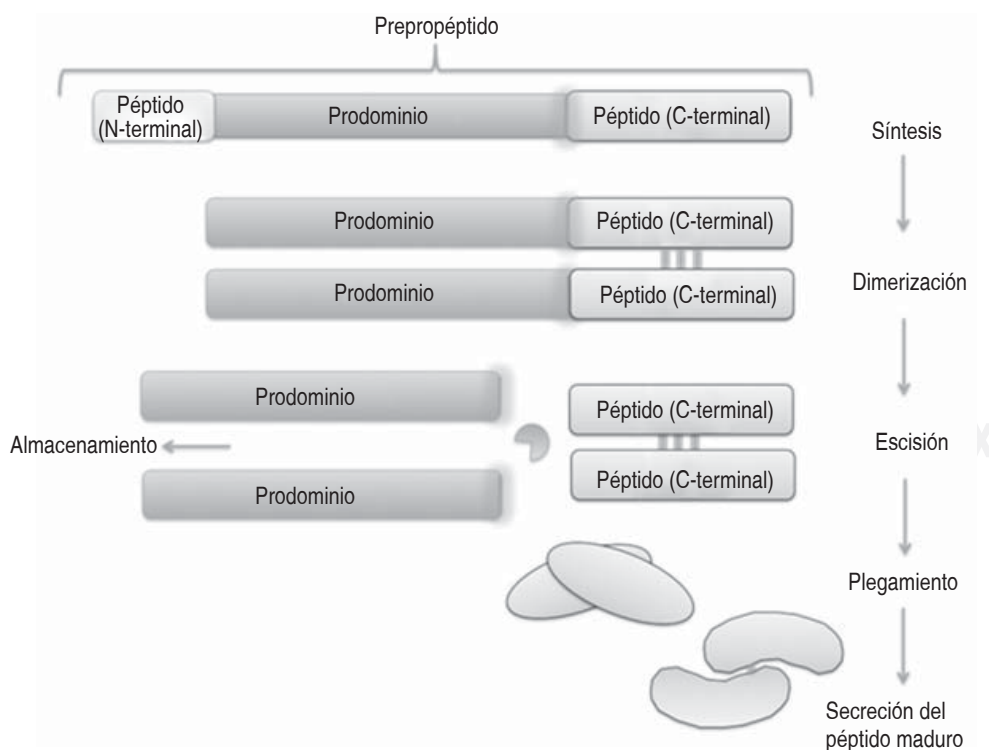 Prepropéptido
Péptido
(N-terminal)
Prodominio
Péptido (C-terminal)
Síntesis
Prodominio
Péptido (C-terminal)
Prodominio
Péptido (C-terminal)
Dimerización
Prodominio
Péptido (C-terminal)
Almacenamiento
Escisión
Prodominio
Péptido (C-terminal)
Plegamiento
Secreción del
péptido maduro